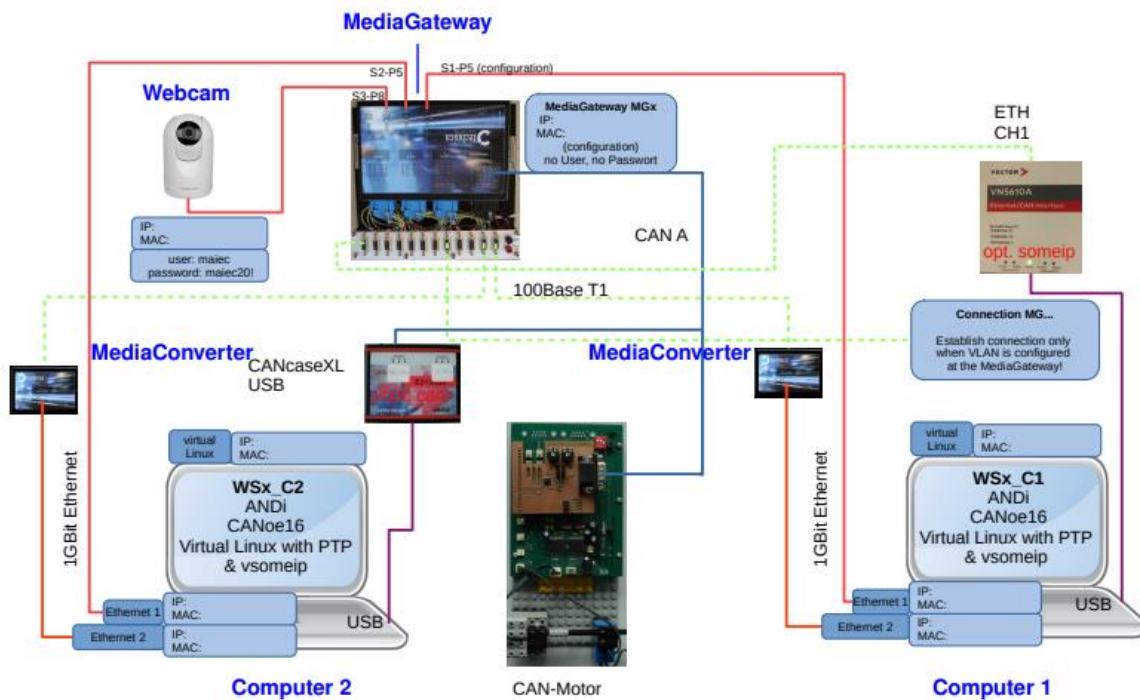 MediaGateway
S2-P5
S1-P5 (configuration)
Webcam
S3-P8
MediaGateway MGx
IP:
MAC:
(configuration)
no User, no Passwort
Technica
ETH
CH1
VECTOR
VN5610A
Ethernet/CAN Interface
opt. someip
IP:
MAC:
user: maiec
password: maiec20!
CAN A
100Base T1
Connection MG...
Establish connection only
when VLAN is configured
at the MediaGateway!
MediaConverter
CANcaseXL
USB
MediaConverter
1GBit Ethernet
virtual
Linux
IP:
MAC:
WSx_C2
ANDi
CANoe16
Virtual Linux with PTP
& vsomeip
Ethernet 1
IP:
MAC:
Ethernet 2
IP:
MAC:
USB
Computer 2
CAN-Motor
1GBit Ethernet
virtual
Linux
IP:
MAC:
WSx_C1
ANDi
CANoe16
Virtual Linux with PTP
& vsomeip
Ethernet 1
IP:
MAC:
Ethernet 2
IP:
MAC:
USB
Computer 1